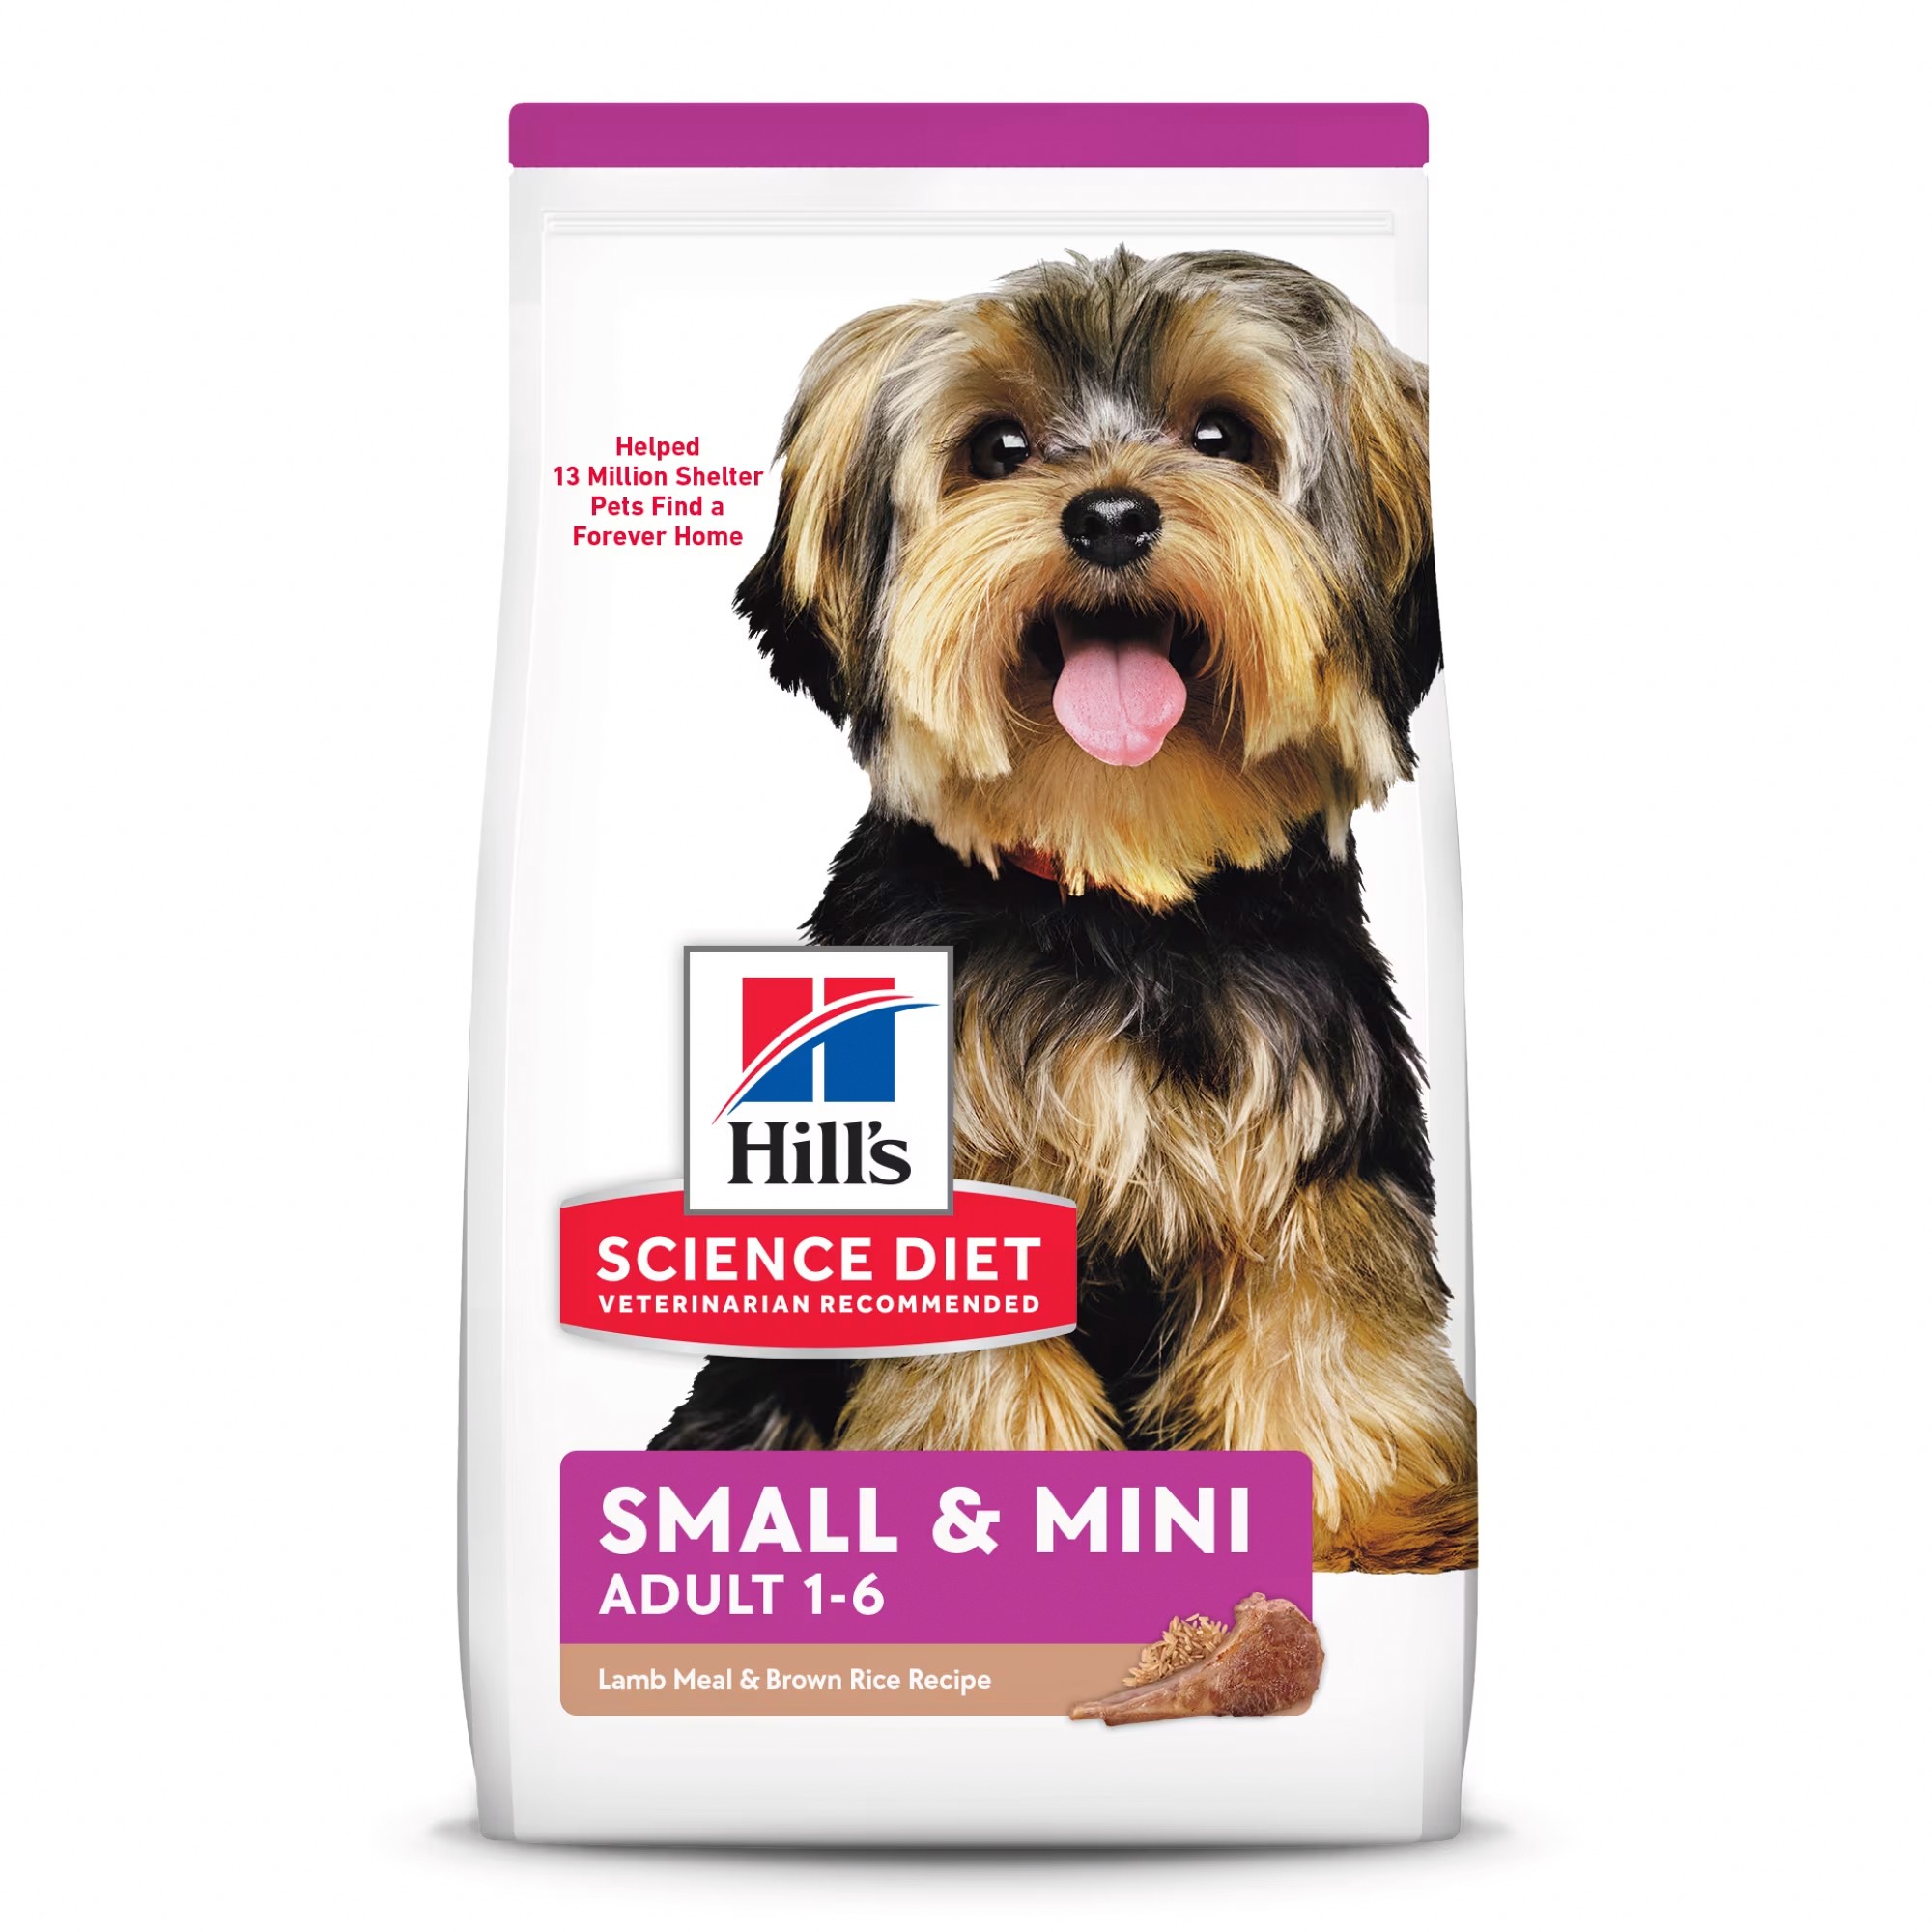 Helped
13 Million Shelter
Pets Find a
Forever Home
Hill's
SCIENCE DIET
VETERINARIAN RECOMMENDED
SMALL & MINI
ADULT 1-6
Lamb Meal & Brown Rice Recipe